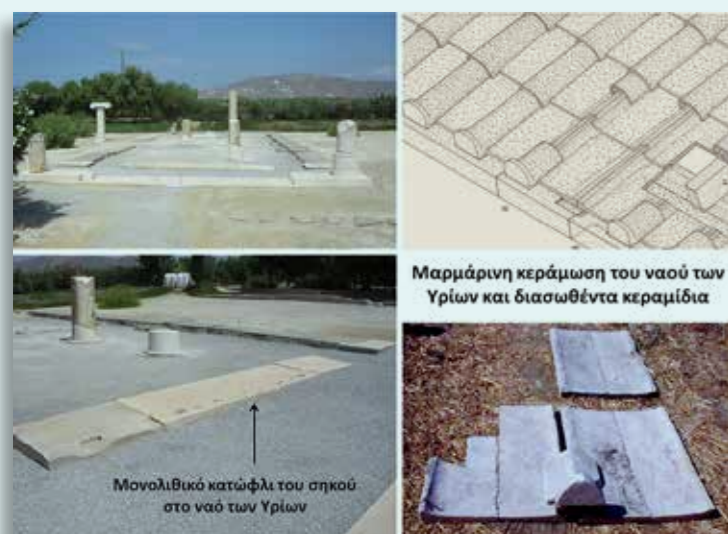 Μαρμάρινη κεράμωση του ναού των
Υρίων και διασωθέντα κεραμίδια
Μονολιθικό κατώφλι του σηκού
στο ναό των Υρίων